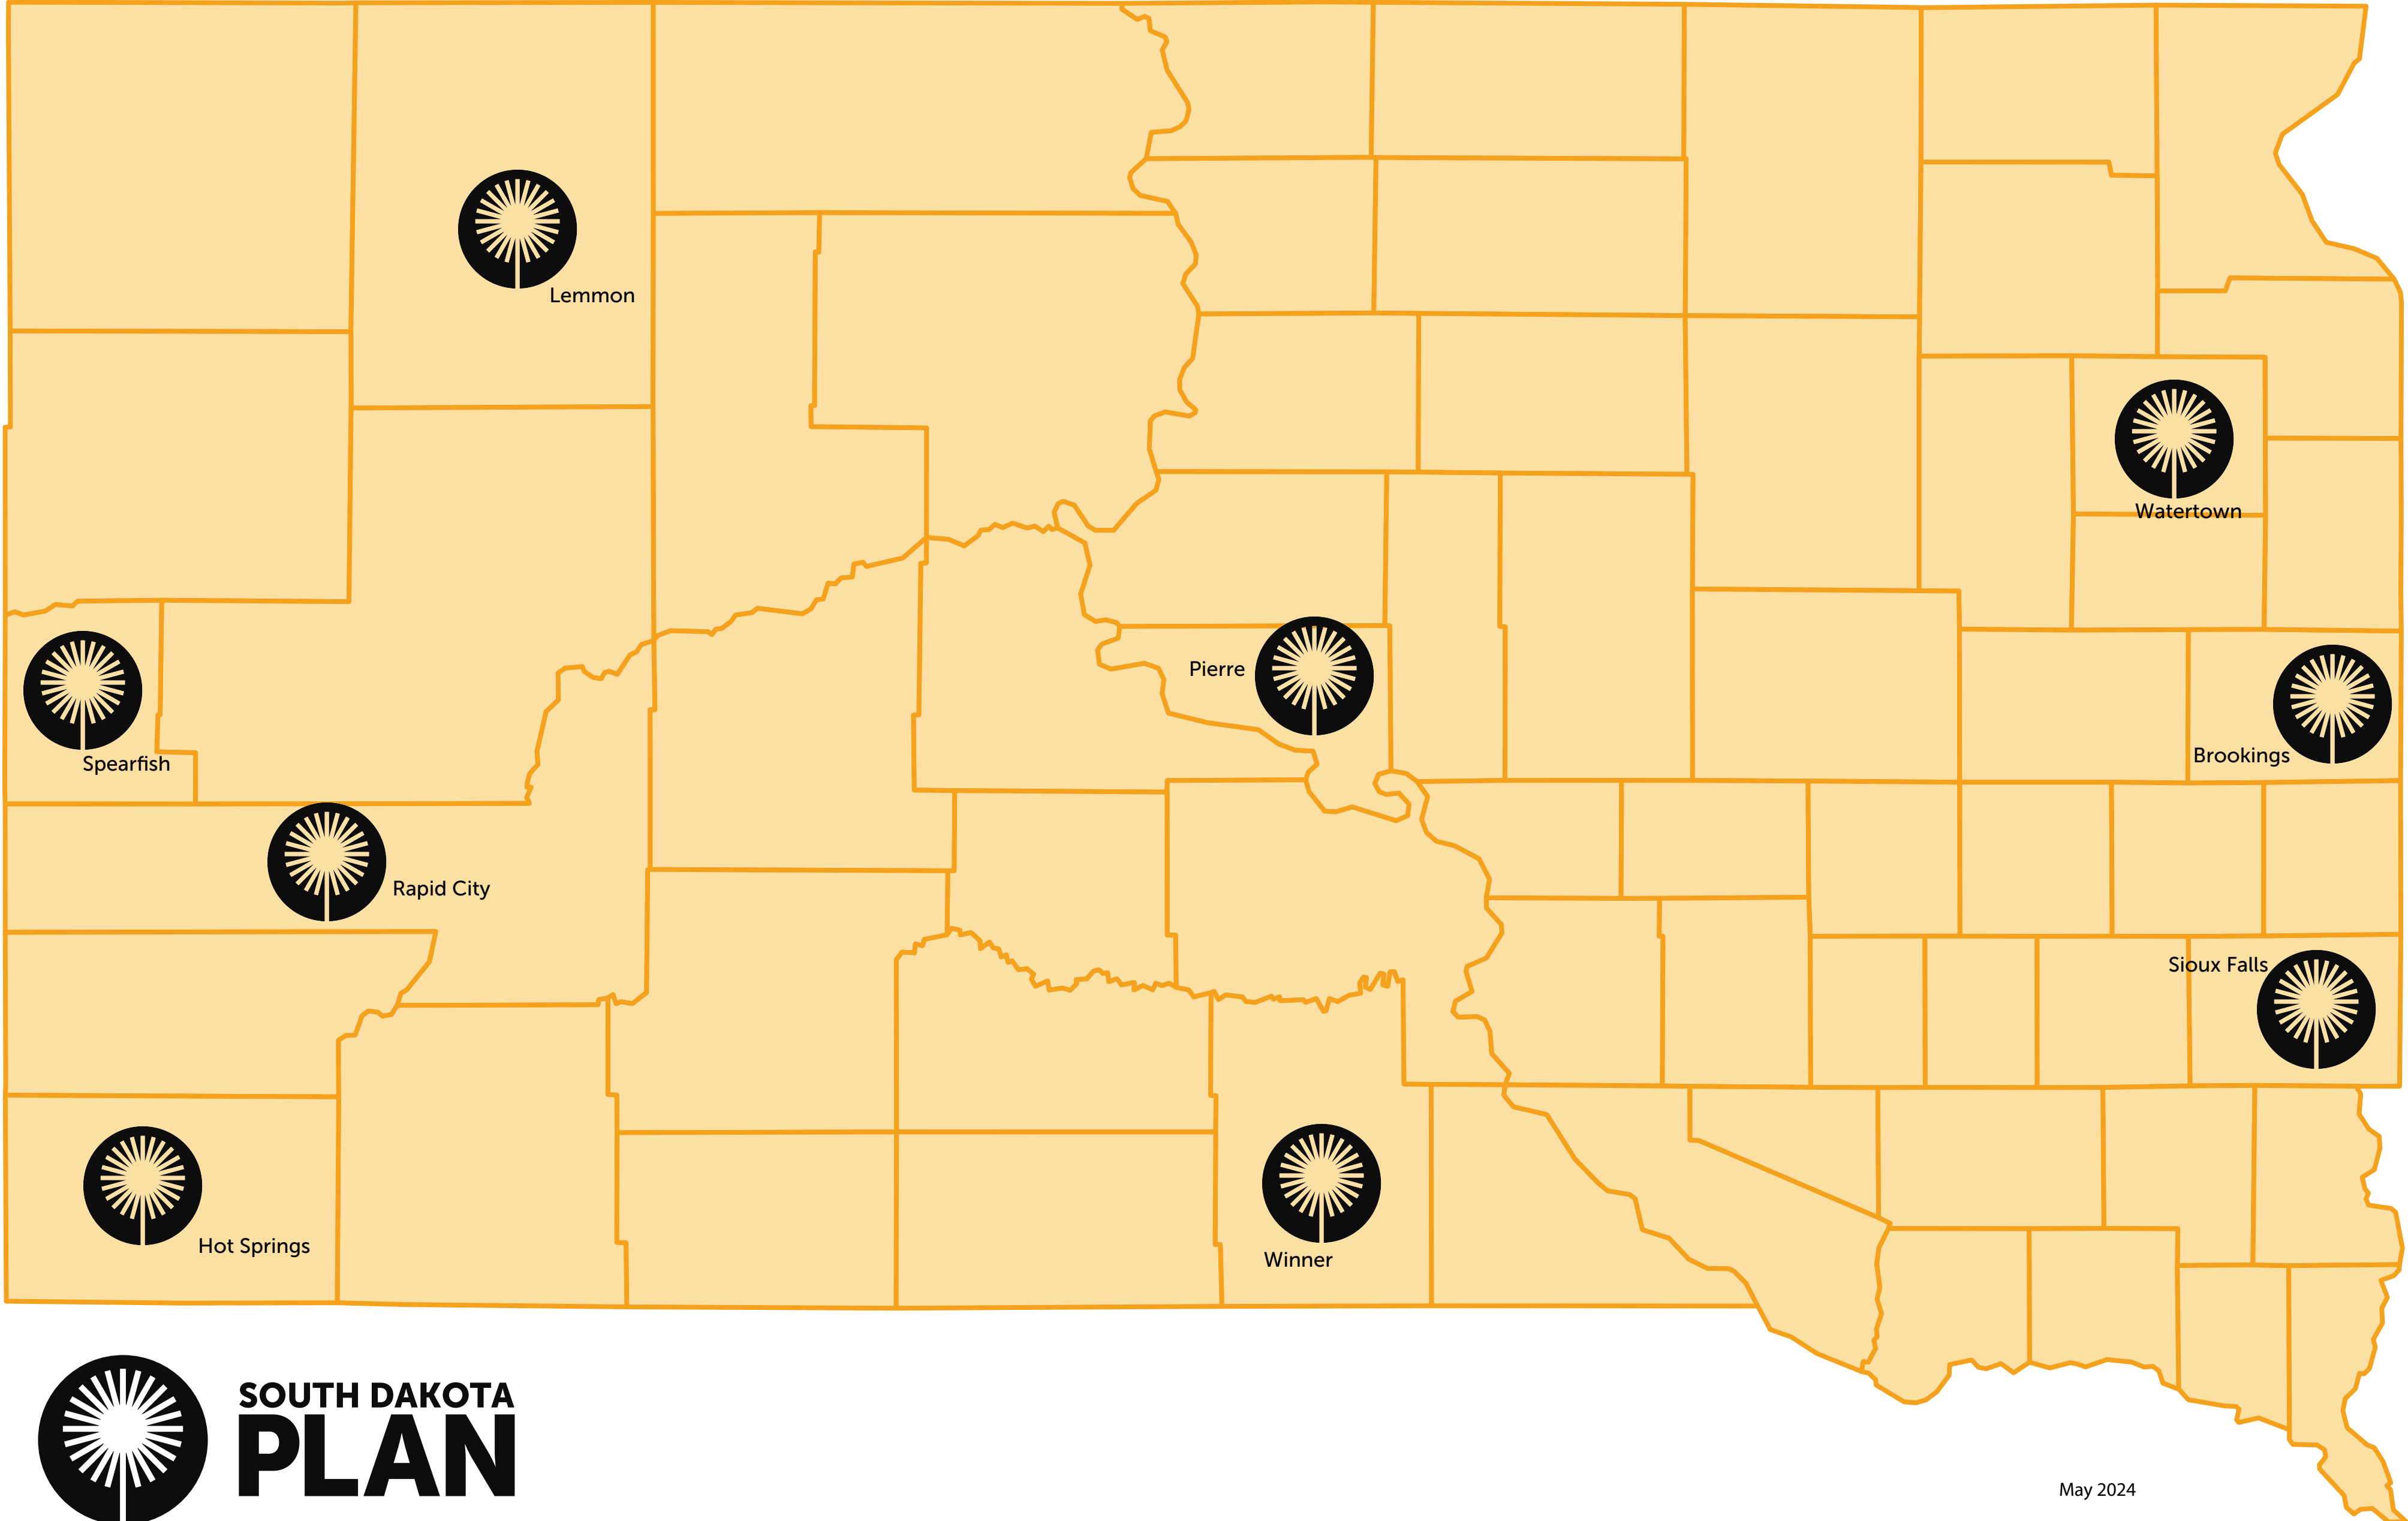 Lemmon
Watertown
Pierre
Spearfish
Brookings
Rapid City
Sioux Falls
Hot Springs
Winner
SOUTH DAKOTA
PLAN
May 2024